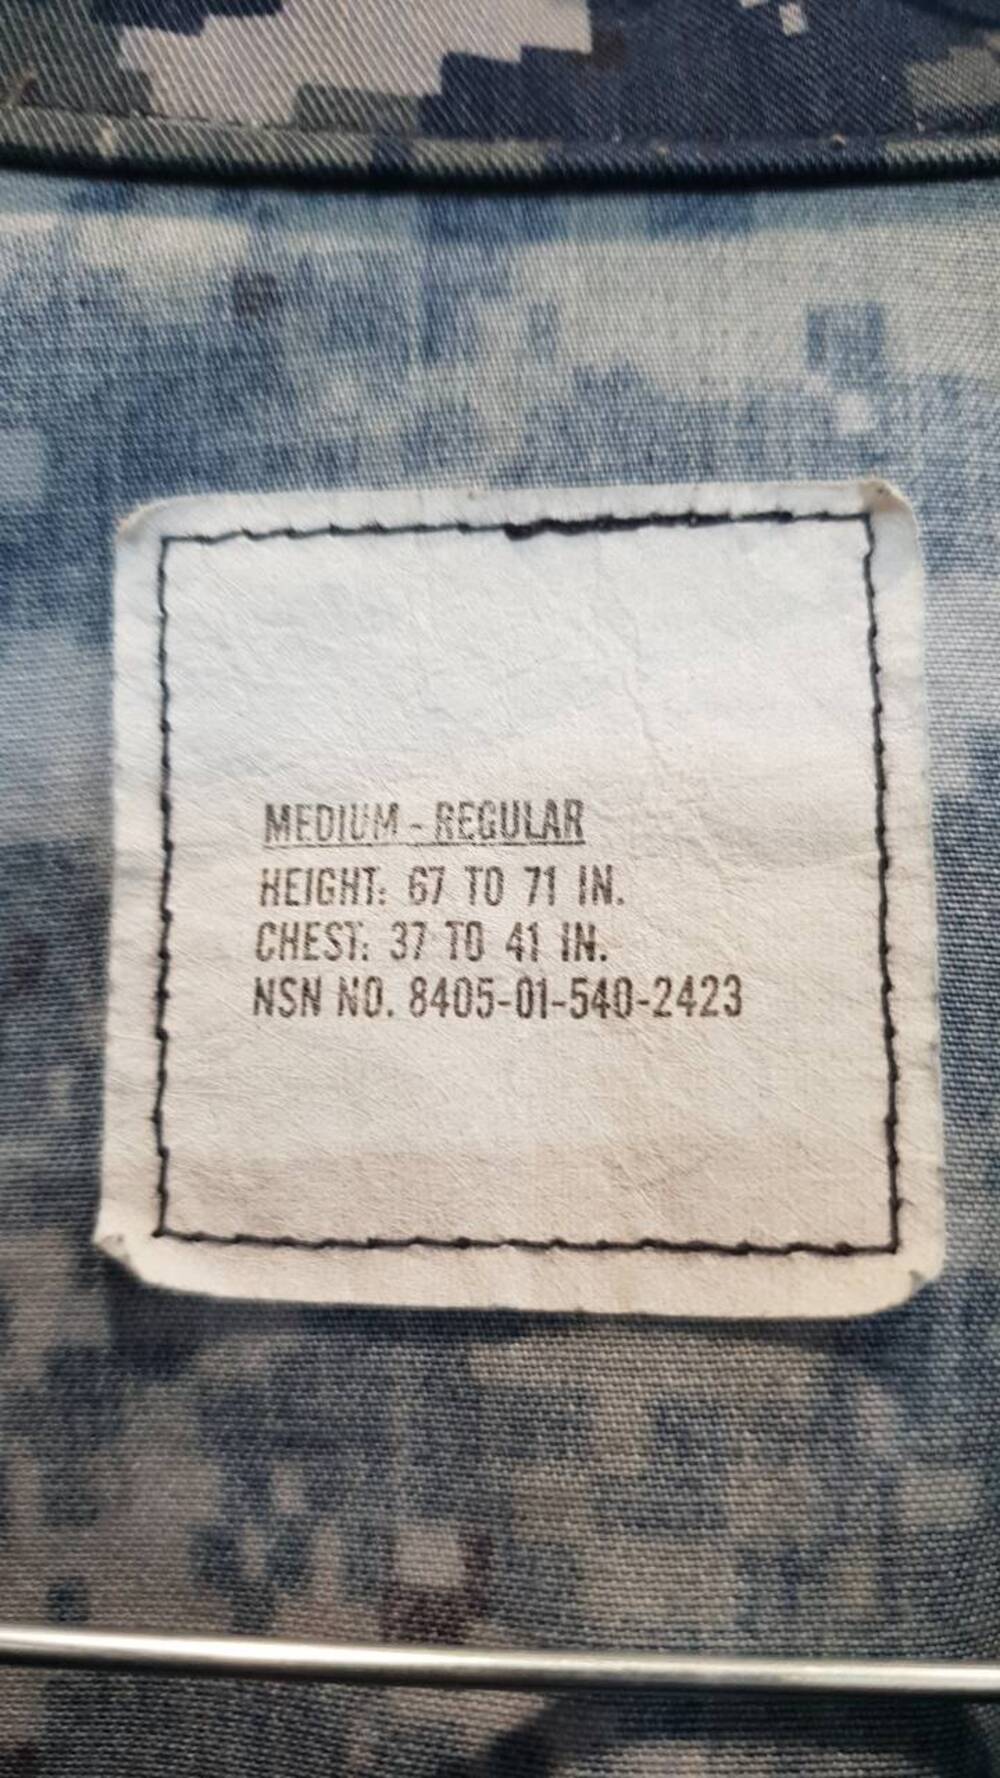 MEDIUM - REGULAR
HEIGHT: 67 TO 71 IN.
CHEST: 37 TO 41 IN.
NSN NO. 8405-01-540-2423